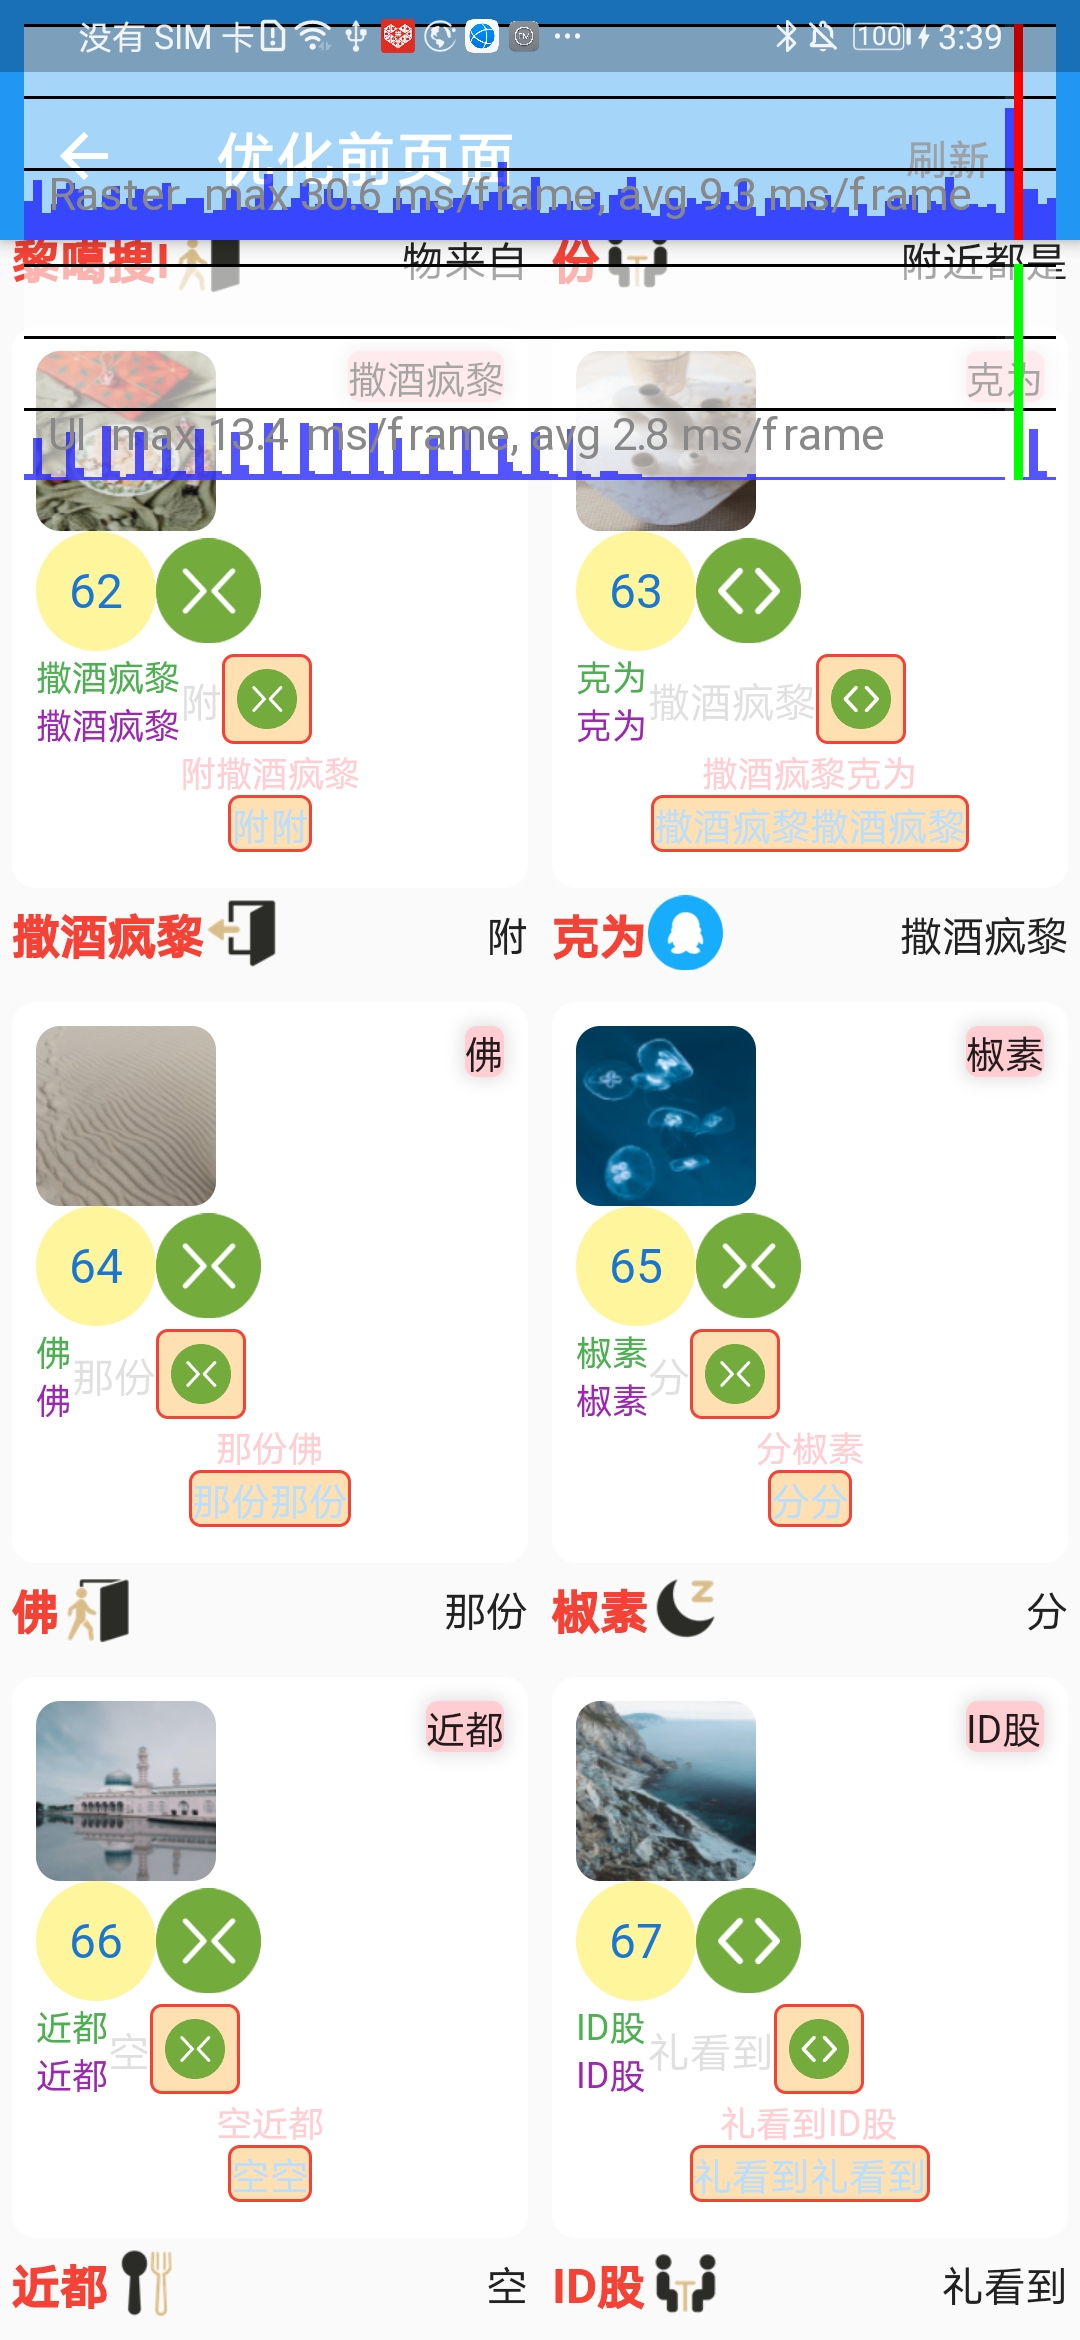 没有 SIM 卡
100
3:39
优化前页面
刷新
Raster max 30.6 ms/frame, avg 9.3 ms/frame
黎噶搜I
物来自
份
附近都是
撒酒疯黎
克为
UI max 13.4 ms/frame, avg 2.8 ms/frame
62
63
撒酒疯黎
撒酒疯黎
附
克为
克为
撒酒疯黎
附撒酒疯黎
撒酒疯黎克为
附附
撒酒疯黎撒酒疯黎
撒酒疯黎
附
克为
撒酒疯黎
佛
椒素
64
65
佛
佛
那份
椒素
椒素
分
那份佛
分椒素
那份那份
分分
佛
那份
椒素
分
近都
ID股
66
67
近都
近都
空
ID股
ID股
礼看到
空近都
礼看到ID股
空空
礼看到礼看到
近都
空
ID股
礼看到